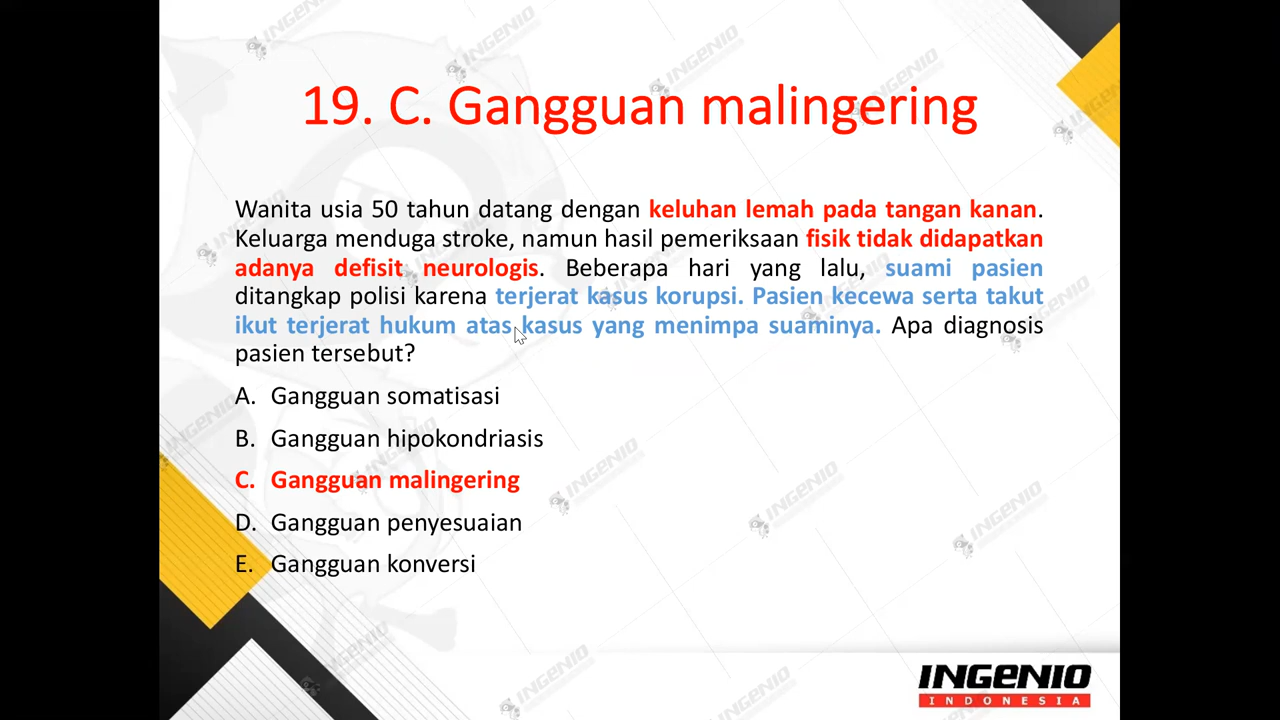 19. C. Gangguan malingering
Wanita usia 50 tahun datang dengan keluhan lemah pada tangan kanan.
Keluarga menduga stroke, namun hasil pemeriksaan fisik tidak didapatkan
adanya defisit neurologis. Beberapa hari yang lalu, suami pasien
ditangkap polisi karena terjerat kasus korupsi. Pasien kecewa serta takut
ikut terjerat hukum atas kasus yang menimpa suaminya. Apa diagnosis
pasien tersebut?
A. Gangguan somatisasi
B. Gangguan hipokondriasis
C. Gangguan malingering
D. Gangguan penyesuaian
E. Gangguan konversi
INGENIO
INDONESIA